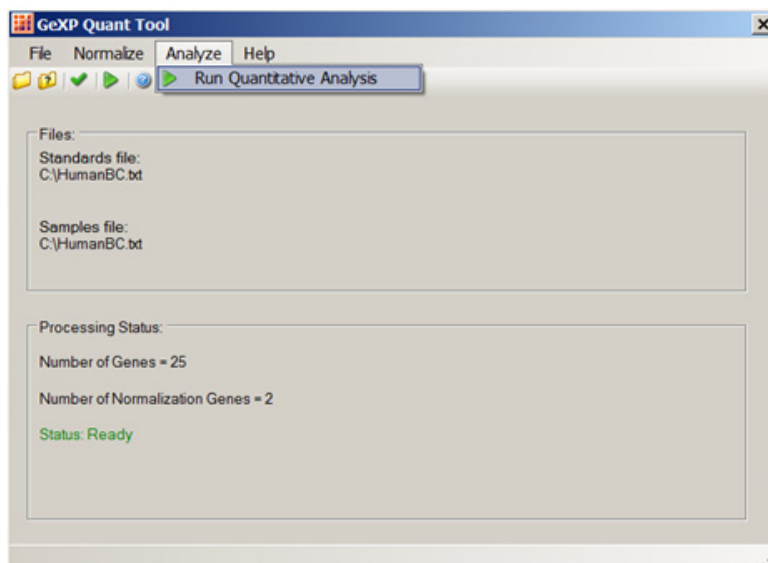 GeXP Quant Tool
File Normalize Analyze Help
Run Quantitative Analysis
Files:
Standards file:
C:\HumanBC.txt
Samples file:
C:\HumanBC.txt
Processing Status:
Number of Genes = 25
Number of Normalization Genes = 2
Status: Ready